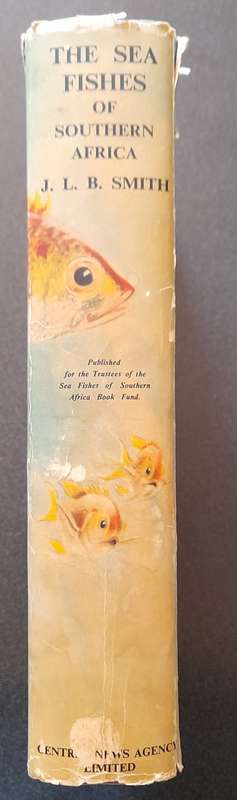 THE SEA
FISHES
OF
SOUTHERN
AFRICA
J. L. B. SMITH
Published
for the Trustees of the
Sea Fishes of Southern
Africa Book Fund.
CENTR NEWS AGENCY
LIMITED